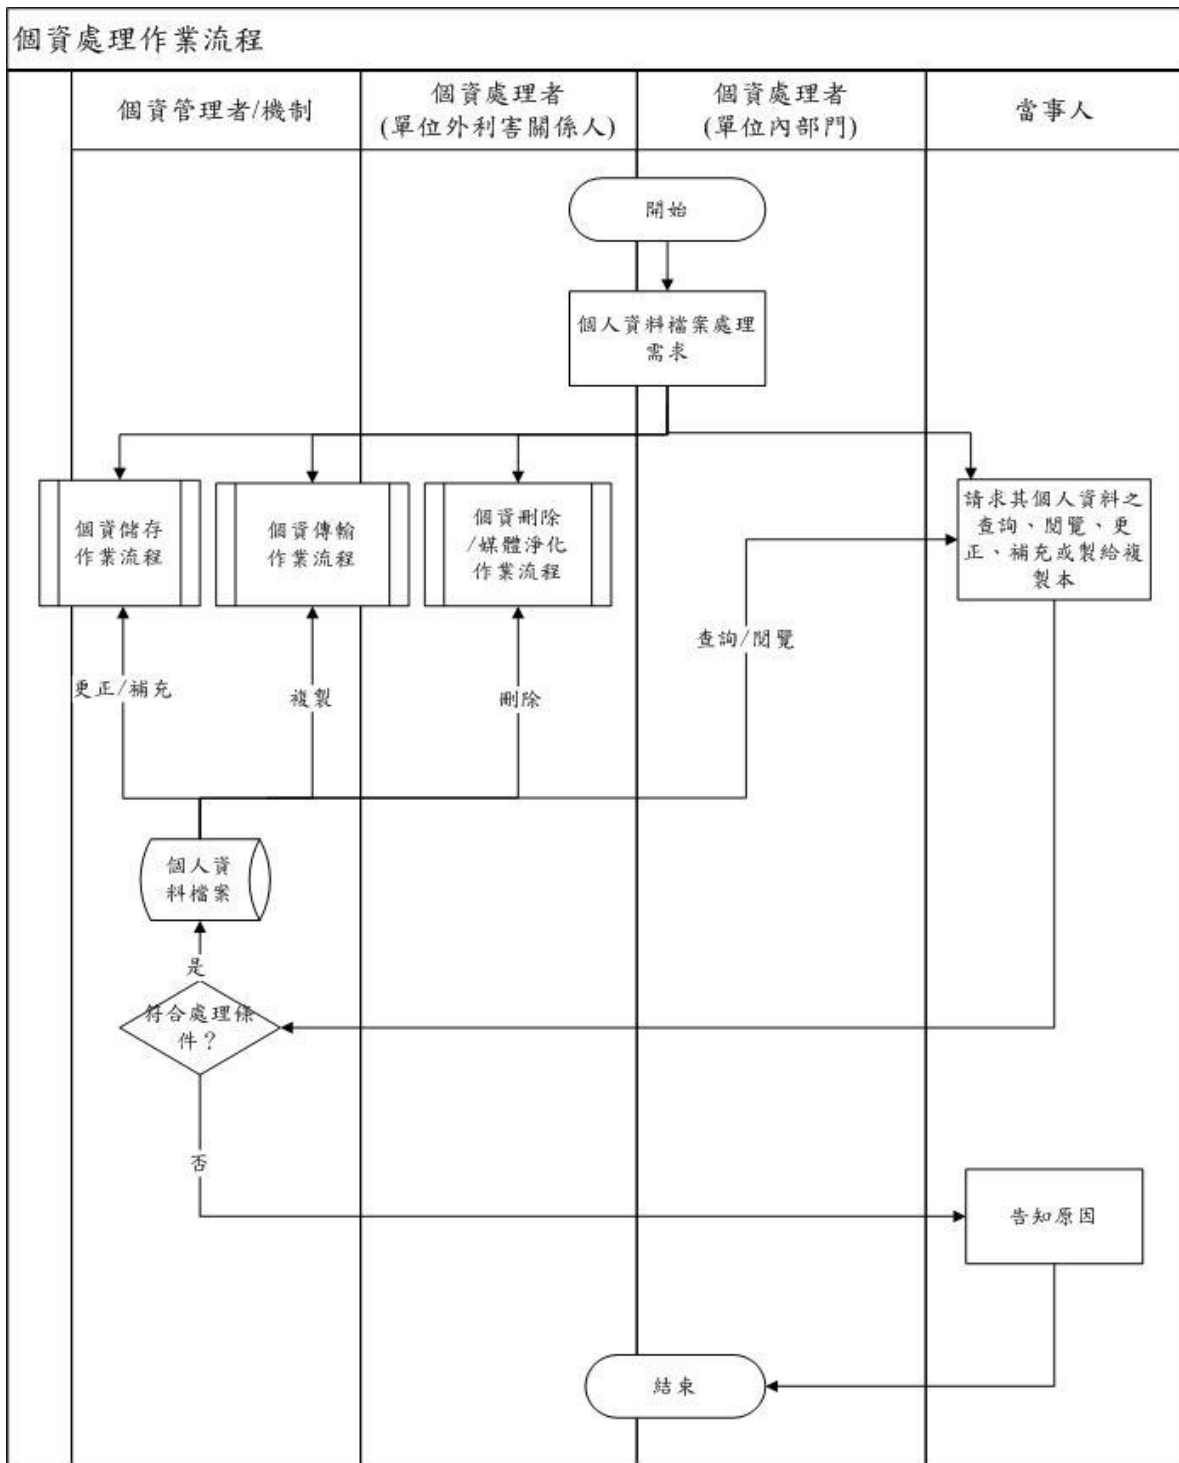 個資處理作業流程
個資管理者/機制
個資處理者
(單位外利害關係人)
個資處理者
(單位內部門)
當事人
開始
個人資料檔案處理
需求
個資儲存
作業流程
個資傳輸
作業流程
個資刪除
/媒體淨化
作業流程
請求其個人資料之
查詢、閱覽、更
正、補充或製給複
製本
查詢/閱覽
更正/補充
複製
刪除
個人資
料檔案
是
符合處理條
件？
否
告知原因
結束